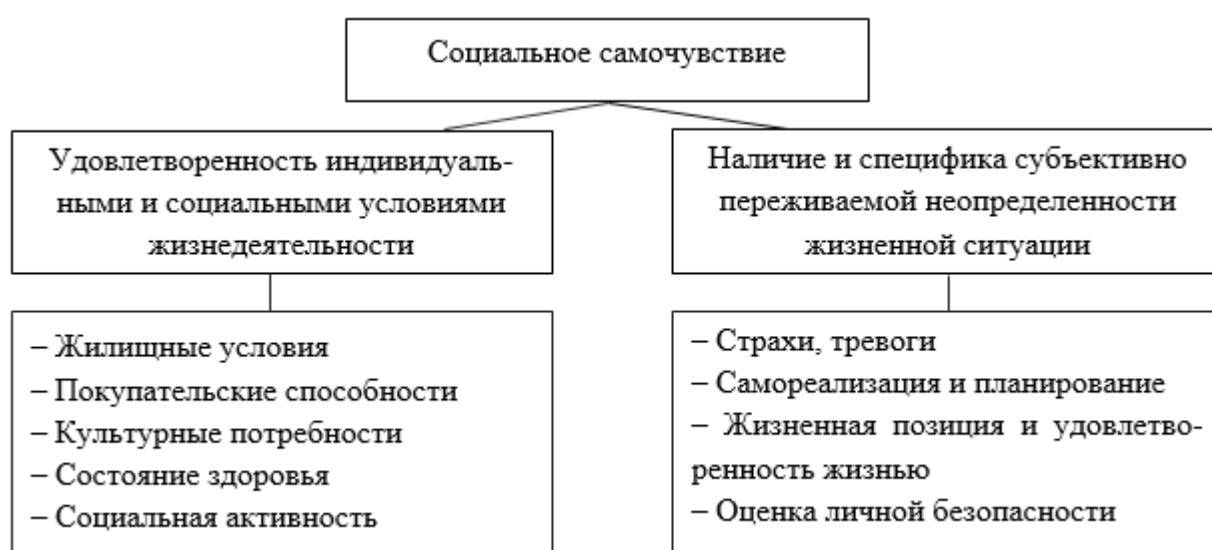 Социальное самочувствие
Удовлетворенность индивидуаль-
ными и социальными условиями
жизнедеятельности
Наличие и специфика субъективно
переживаемой неопределенности
жизненной ситуации
– Жилищные условия
– Покупательские способности
– Культурные потребности
– Состояние здоровья
– Социальная активность
– Страхи, тревоги
– Самореализация и планирование
– Жизненная позиция и удовлетво-
ренность жизнью
– Оценка личной безопасности